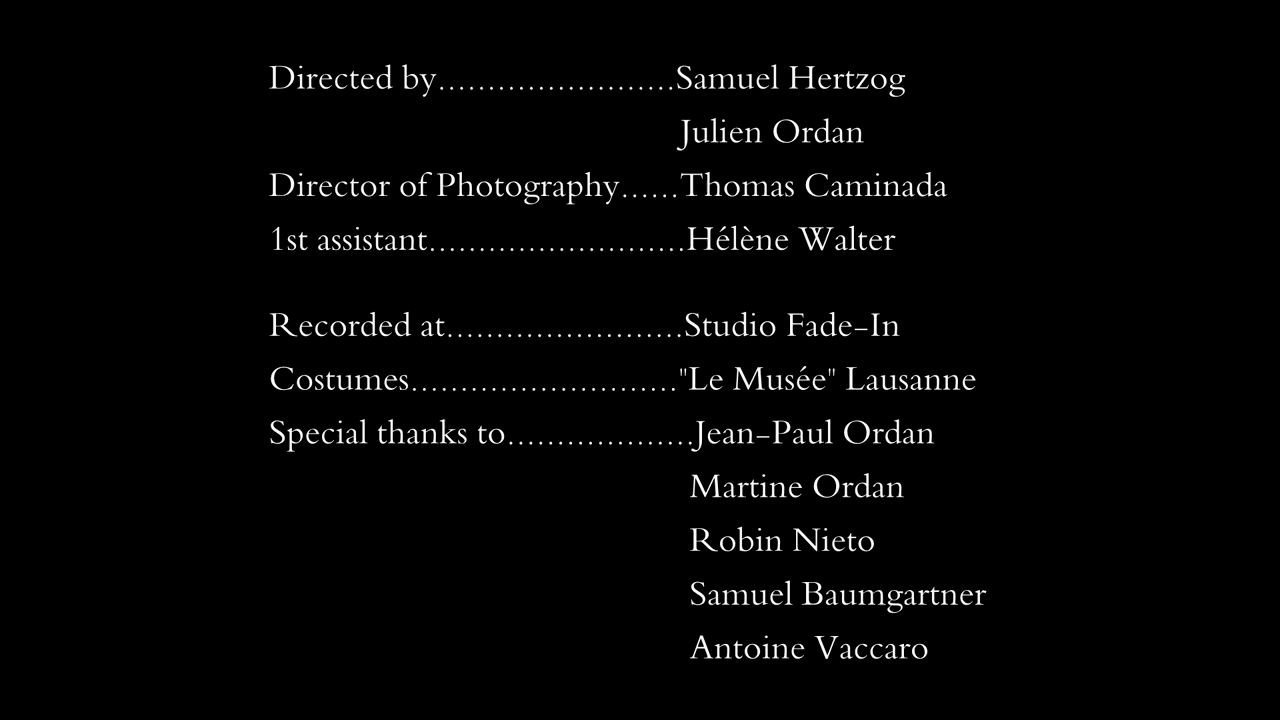 Directed by........................Samuel Hertzog
Julien Ordan
Director of Photography......Thomas Caminada
1st assistant..........................Hélène Walter
Recorded at........................Studio Fade-In
Costumes..........................."Le Musée" Lausanne
Special thanks to...................Jean-Paul Ordan
Martine Ordan
Robin Nieto
Samuel Baumgartner
Antoine Vaccaro